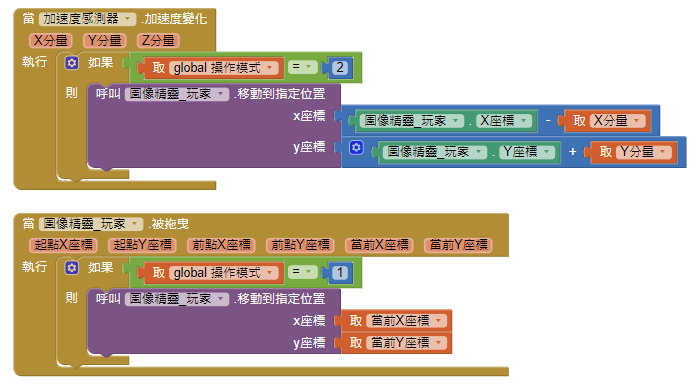 當 加速度感測器 .加速度變化
X分量 Y分量 Z分量
執行 如果 取 global 操作模式 = 2
則 呼叫 圖像精靈_玩家 .移動到指定位置
x座標 圖像精靈_玩家 . X座標 - 取 X分量
y座標 圖像精靈_玩家 . Y座標 + 取 Y分量
當 圖像精靈_玩家 .被拖曳
起點X座標 起點Y座標 前點X座標 前點Y座標 當前X座標 當前Y座標
執行 如果 取 global 操作模式 = 1
則 呼叫 圖像精靈_玩家 .移動到指定位置
x座標 取 當前X座標
y座標 取 當前Y座標